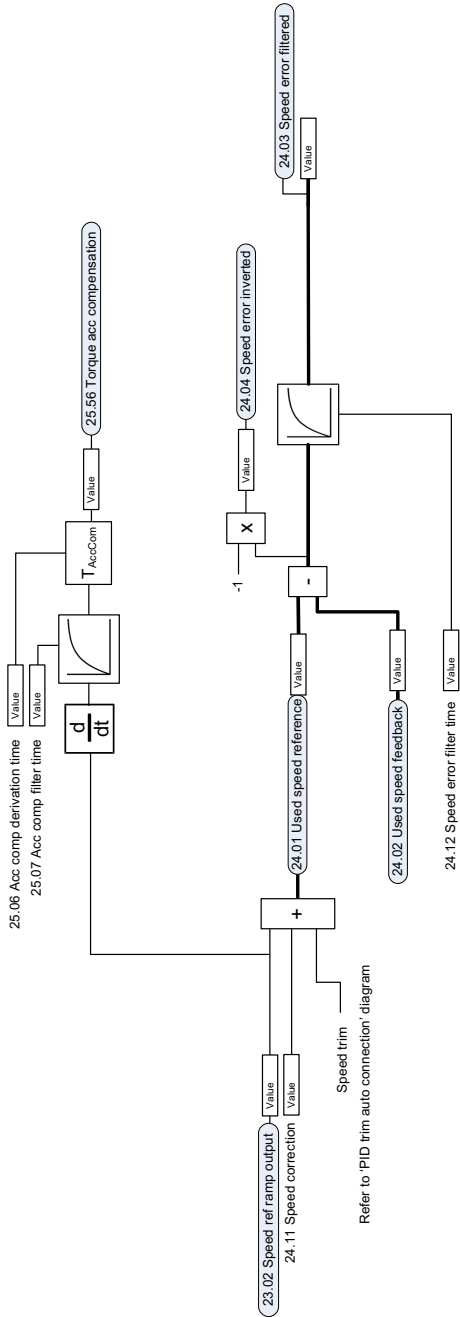 25.06 Acc comp derivation time
Value
25.07 Acc comp filter time
Value
d
dt
TAccCom
Value
25.56 Torque acc compensation
-1
X
Value
24.04 Speed error inverted
23.02 Speed ref ramp output
Value
24.11 Speed correction
Value
Speed trim
Refer to ‘PID trim auto connection’ diagram
+
24.01 Used speed reference
Value
-
24.02 Used speed feedback
Value
24.12 Speed error filter time
Value
24.03 Speed error filtered
Value